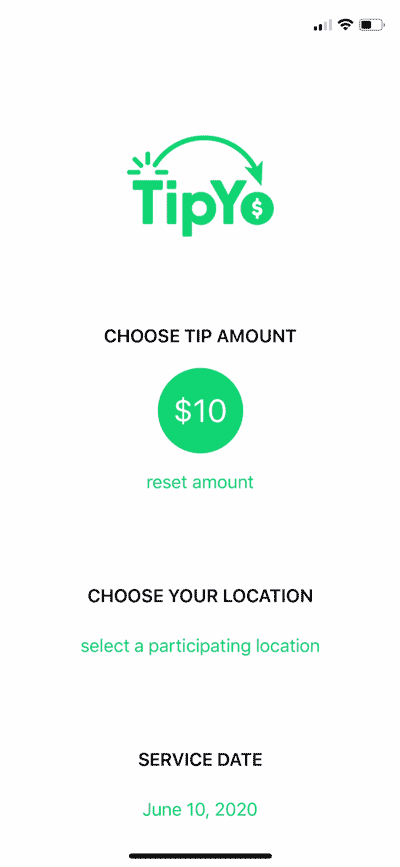 TipYo
$
CHOOSE TIP AMOUNT
$10
reset amount
CHOOSE YOUR LOCATION
select a participating location
SERVICE DATE
June 10, 2020